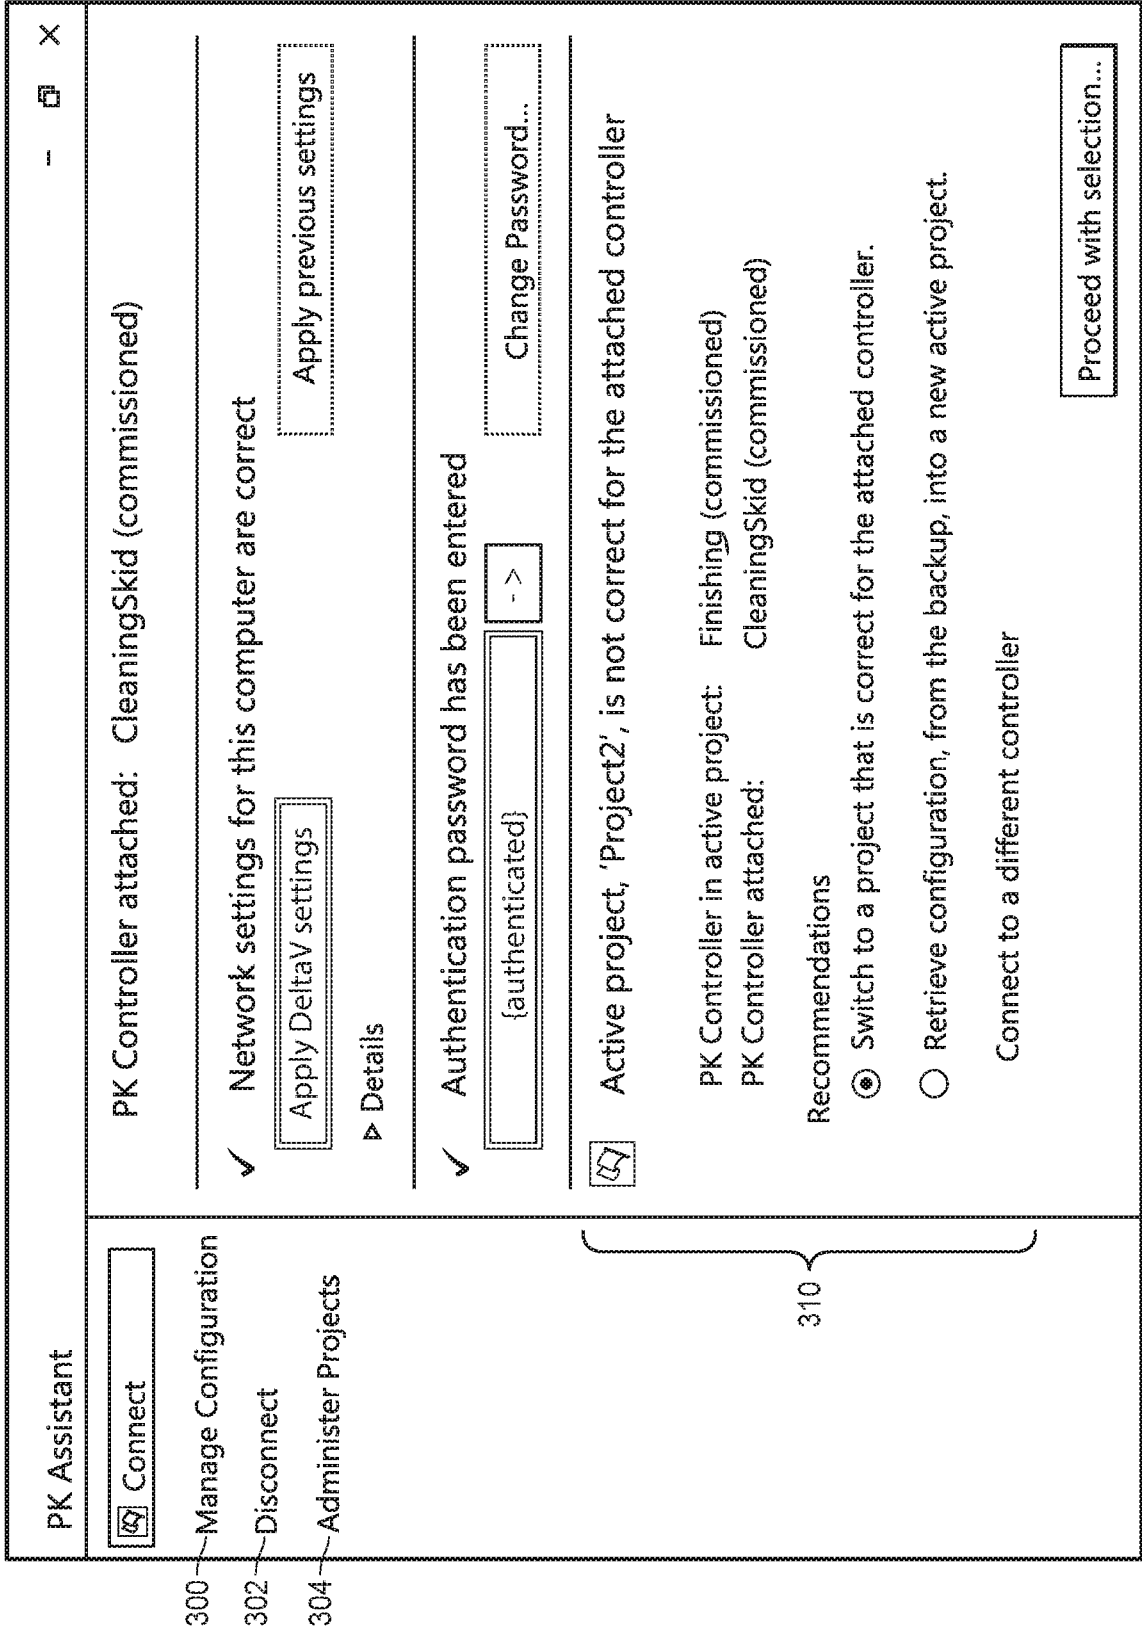 PK Assistant
Connect
300 Manage Configuration
302 Disconnect
304 Administer Projects
310
PK Controller attached: CleaningSkid (commissioned)
✓ Network settings for this computer are correct
Apply DeltaV settings Apply previous settings
Details
✓ Authentication password has been entered
{authenticated} -> Change Password...
Active project, 'Project2', is not correct for the attached controller
PK Controller in active project: Finishing (commissioned)
PK Controller attached: CleaningSkid (commissioned)
Recommendations
Switch to a project that is correct for the attached controller.
Retrieve configuration, from the backup, into a new active project.
Connect to a different controller
Proceed with selection...